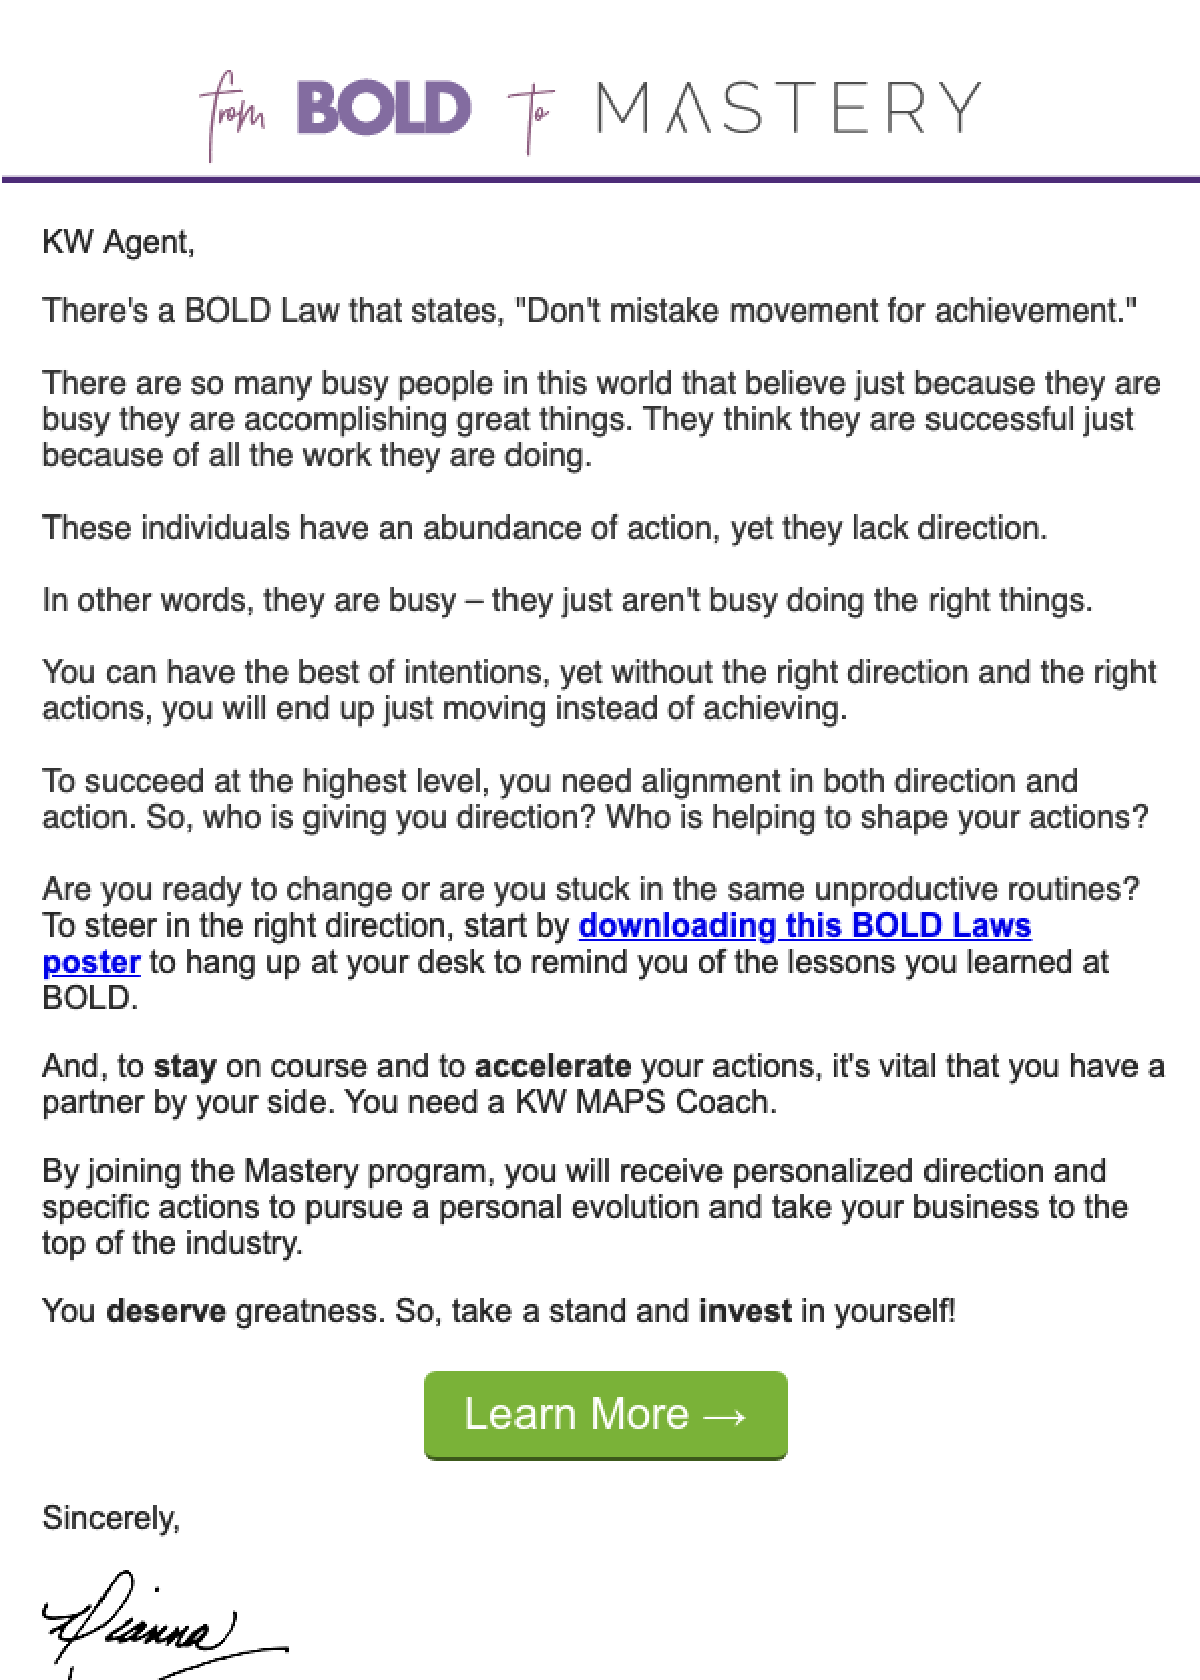 from BOLD to MASTERY
KW Agent,
There's a BOLD Law that states, "Don't mistake movement for achievement."
There are so many busy people in this world that believe just because they are
busy they are accomplishing great things. They think they are successful just
because of all the work they are doing.
These individuals have an abundance of action, yet they lack direction.
In other words, they are busy – they just aren't busy doing the right things.
You can have the best of intentions, yet without the right direction and the right
actions, you will end up just moving instead of achieving.
To succeed at the highest level, you need alignment in both direction and
action. So, who is giving you direction? Who is helping to shape your actions?
Are you ready to change or are you stuck in the same unproductive routines?
To steer in the right direction, start by downloading this BOLD Laws
poster to hang up at your desk to remind you of the lessons you learned at
BOLD.
And, to stay on course and to accelerate your actions, it's vital that you have a
partner by your side. You need a KW MAPS Coach.
By joining the Mastery program, you will receive personalized direction and
specific actions to pursue a personal evolution and take your business to the
top of the industry.
You deserve greatness. So, take a stand and invest in yourself!
Learn More →
Sincerely,
Dianna